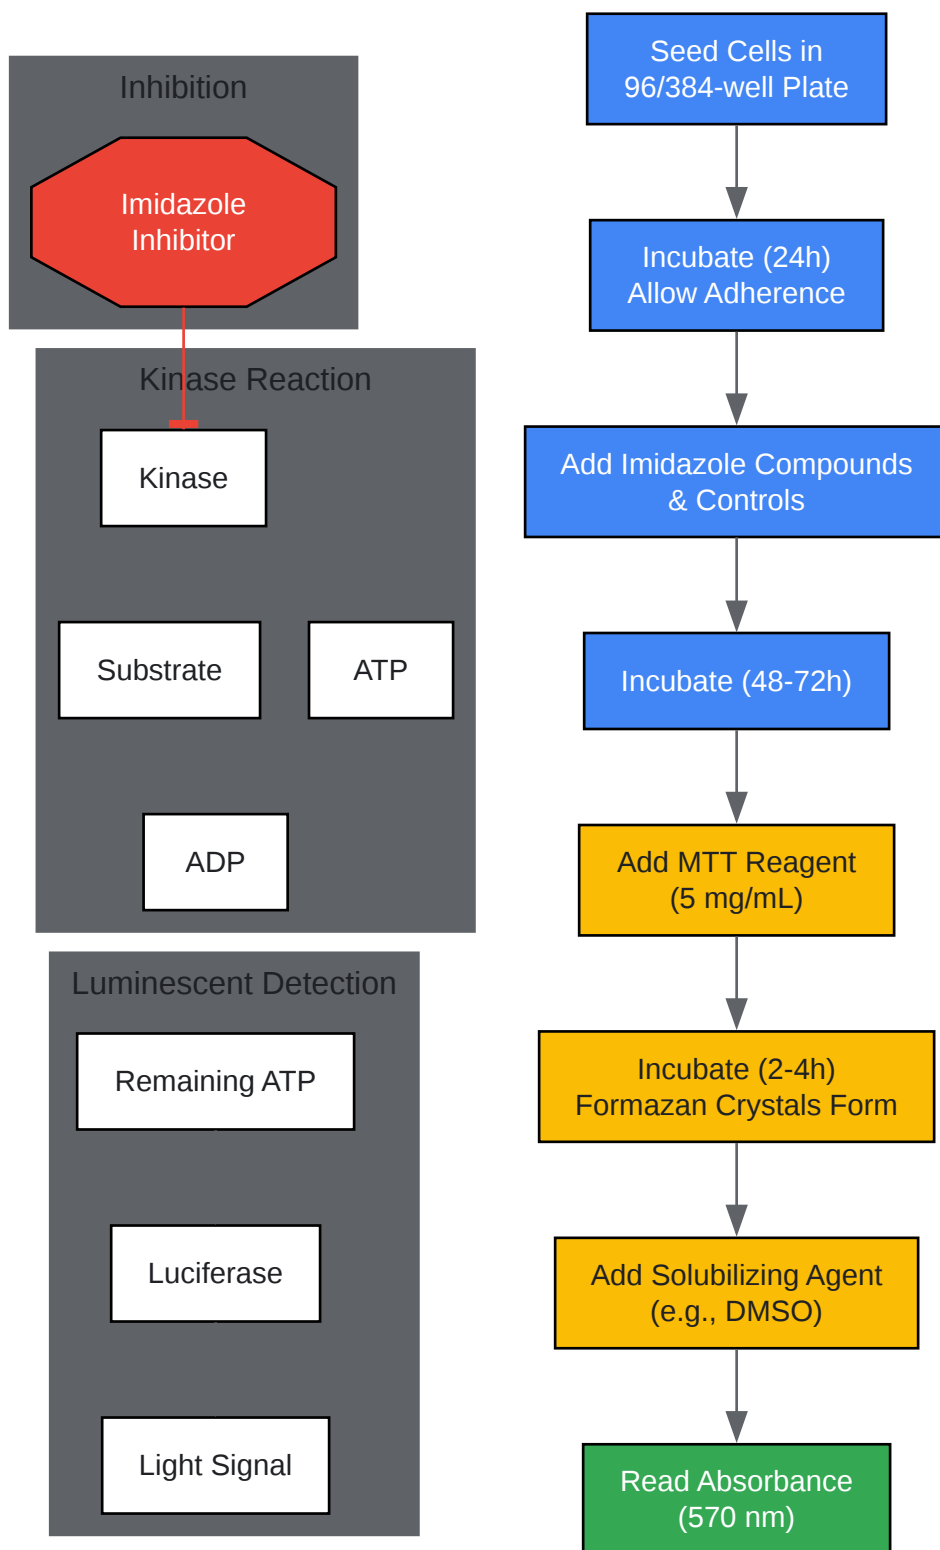 Inhibition
Imidazole
Inhibitor
Kinase Reaction
Kinase
Substrate
ATP
ADP
Luminescent Detection
Remaining ATP
Luciferase
Light Signal
Seed Cells in
96/384-well Plate
Incubate (24h)
Allow Adherence
Add Imidazole Compounds
& Controls
Incubate (48-72h)
Add MTT Reagent
(5 mg/mL)
Incubate (2-4h)
Formazan Crystals Form
Add Solubilizing Agent
(e.g., DMSO)
Read Absorbance
(570 nm)